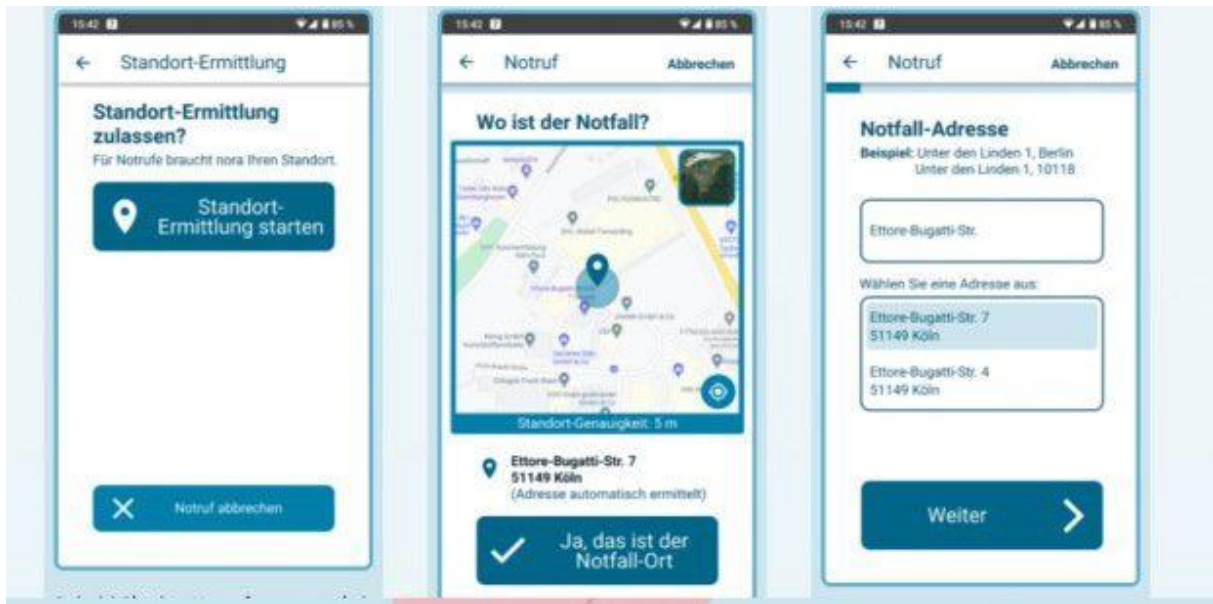 15:42
85 %
← Standort-Ermittlung
Standort-Ermittlung
zulassen?
Für Notrufe braucht nora Ihren Standort.
Standort-
Ermittlung starten
Notruf abbrechen
15:42
85 %
← Notruf Abbrechen
Wo ist der Notfall?
Standort-Genauigkeit: 5 m
Ettore-Bugatti-Str. 7
51149 Köln
(Adresse automatisch ermittelt)
Ja, das ist der
Notfall-Ort
15:42
85 %
← Notruf Abbrechen
Notfall-Adresse
Beispiel: Unter den Linden 1, Berlin
Unter den Linden 1, 10118
Ettore-Bugatti-Str.
Wählen Sie eine Adresse aus:
Ettore-Bugatti-Str. 7
51149 Köln
Ettore-Bugatti-Str. 4
51149 Köln
Weiter